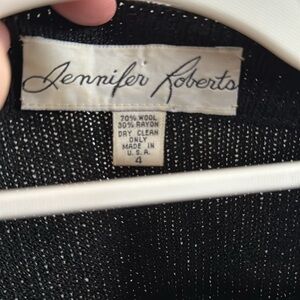 Jennifer Roberts
70% WOOL
30% RAYON
DRY CLEAN
ONLY
MADE IN
U.S.A.
4